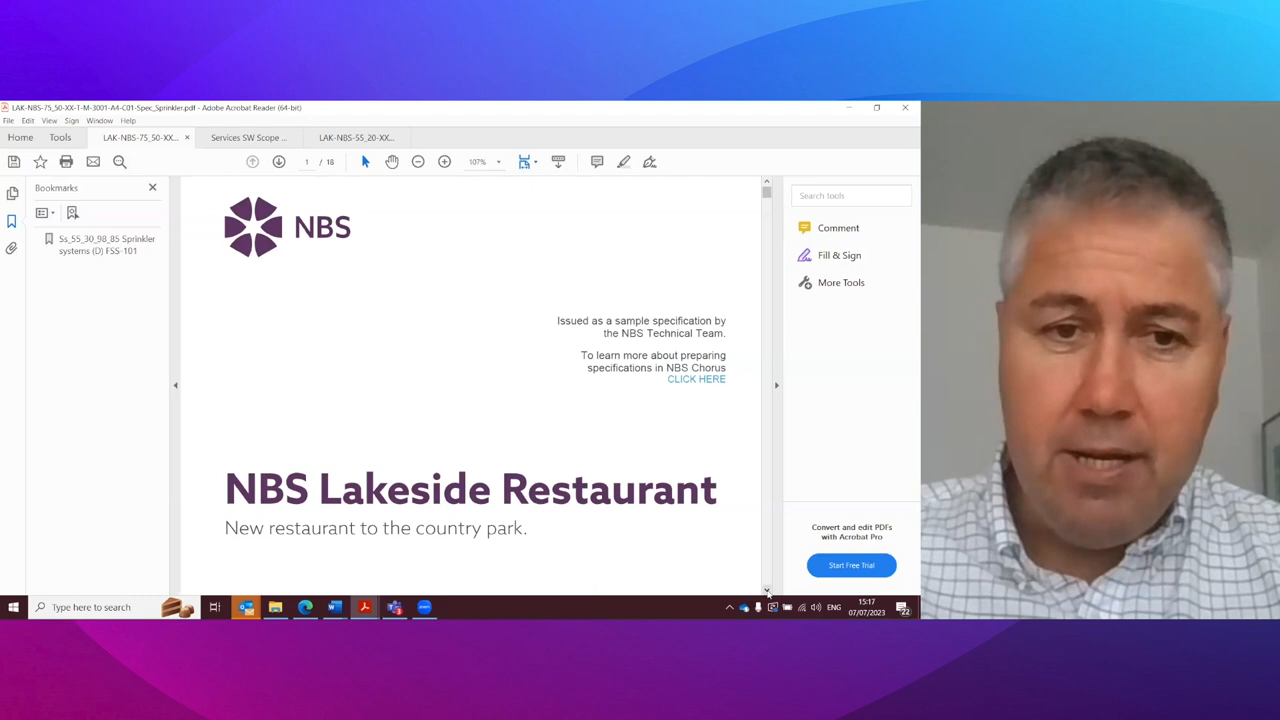 LAK-NBS-75_50-XX-T-M-3001-A4-C01-Spec_Sprinkler.pdf - Adobe Acrobat Reader (64-bit)
File Edit View Sign Window Help
Home Tools LAK-NBS-75_50-XX... × Services SW Scope ... LAK-NBS-55_20-XX...
1 / 18 107%
Bookmarks
Ss_55_30_98_85 Sprinkler
systems (D) FSS-101
NBS
Issued as a sample specification by
the NBS Technical Team.
To learn more about preparing
specifications in NBS Chorus
CLICK HERE
NBS Lakeside Restaurant
New restaurant to the country park.
Search tools
Comment
Fill & Sign
More Tools
Convert and edit PDFs
with Acrobat Pro
Start Free Trial
Type here to search
ENG
15:17
07/07/2023
22